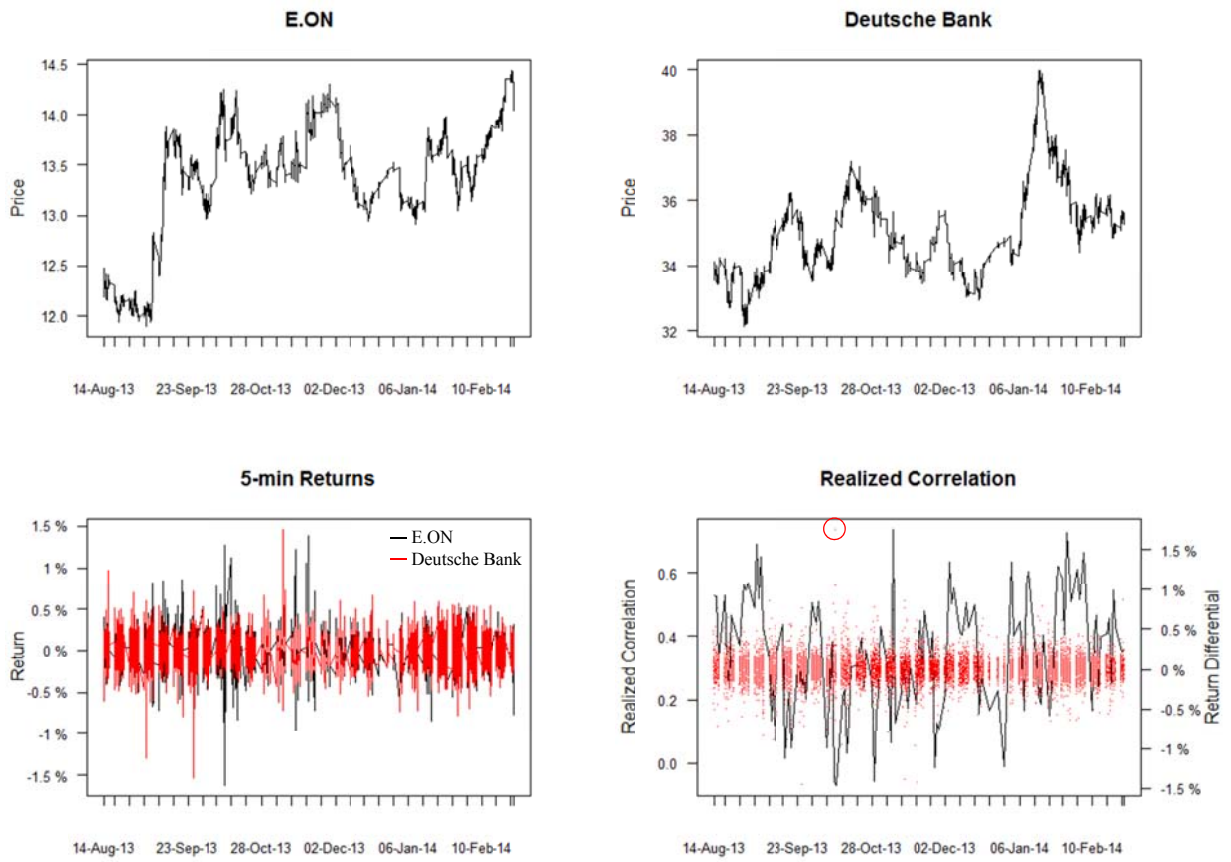 E.ON
Price
14.5
14.0
13.5
13.0
12.5
12.0
14-Aug-13 23-Sep-13 28-Oct-13 02-Dec-13 06-Jan-14 10-Feb-14
Deutsche Bank
Price
40
38
36
34
32
14-Aug-13 23-Sep-13 28-Oct-13 02-Dec-13 06-Jan-14 10-Feb-14
5-min Returns
Return
1.5 %
1 %
0.5 %
0 %
-0.5 %
-1 %
-1.5 %
E.ON
Deutsche Bank
14-Aug-13 23-Sep-13 28-Oct-13 02-Dec-13 06-Jan-14 10-Feb-14
Realized Correlation
Realized Correlation
0.6
0.4
0.2
0.0
1.5 %
1 %
0.5 %
0 %
-0.5 %
-1 %
-1.5 %
Return Differential
14-Aug-13 23-Sep-13 28-Oct-13 02-Dec-13 06-Jan-14 10-Feb-14